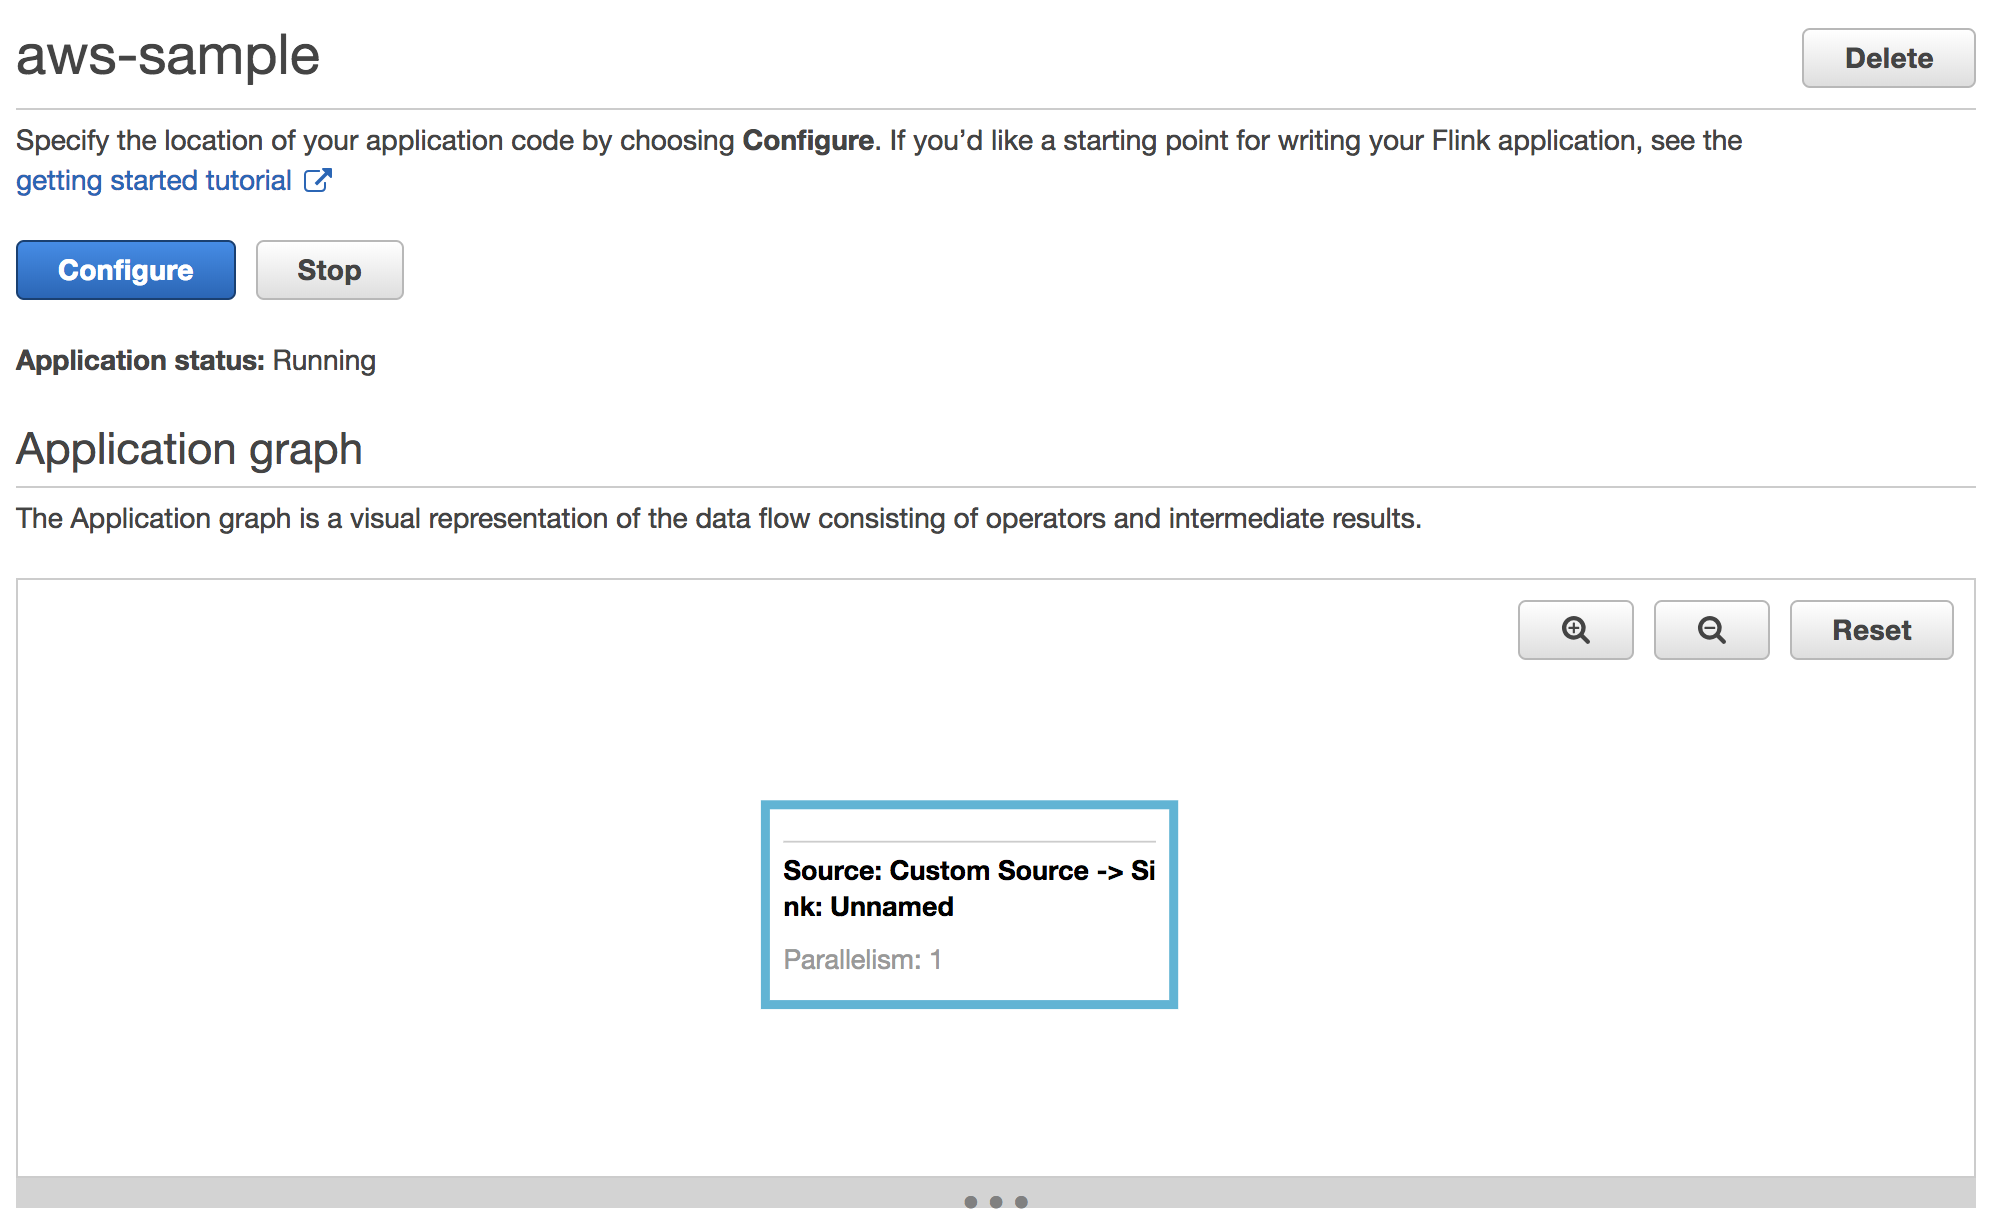 aws-sample
Delete
Specify the location of your application code by choosing Configure. If you’d like a starting point for writing your Flink application, see the
getting started tutorial
Configure
Stop
Application status: Running
Application graph
The Application graph is a visual representation of the data flow consisting of operators and intermediate results.
Reset
Source: Custom Source -> Si
nk: Unnamed
Parallelism: 1